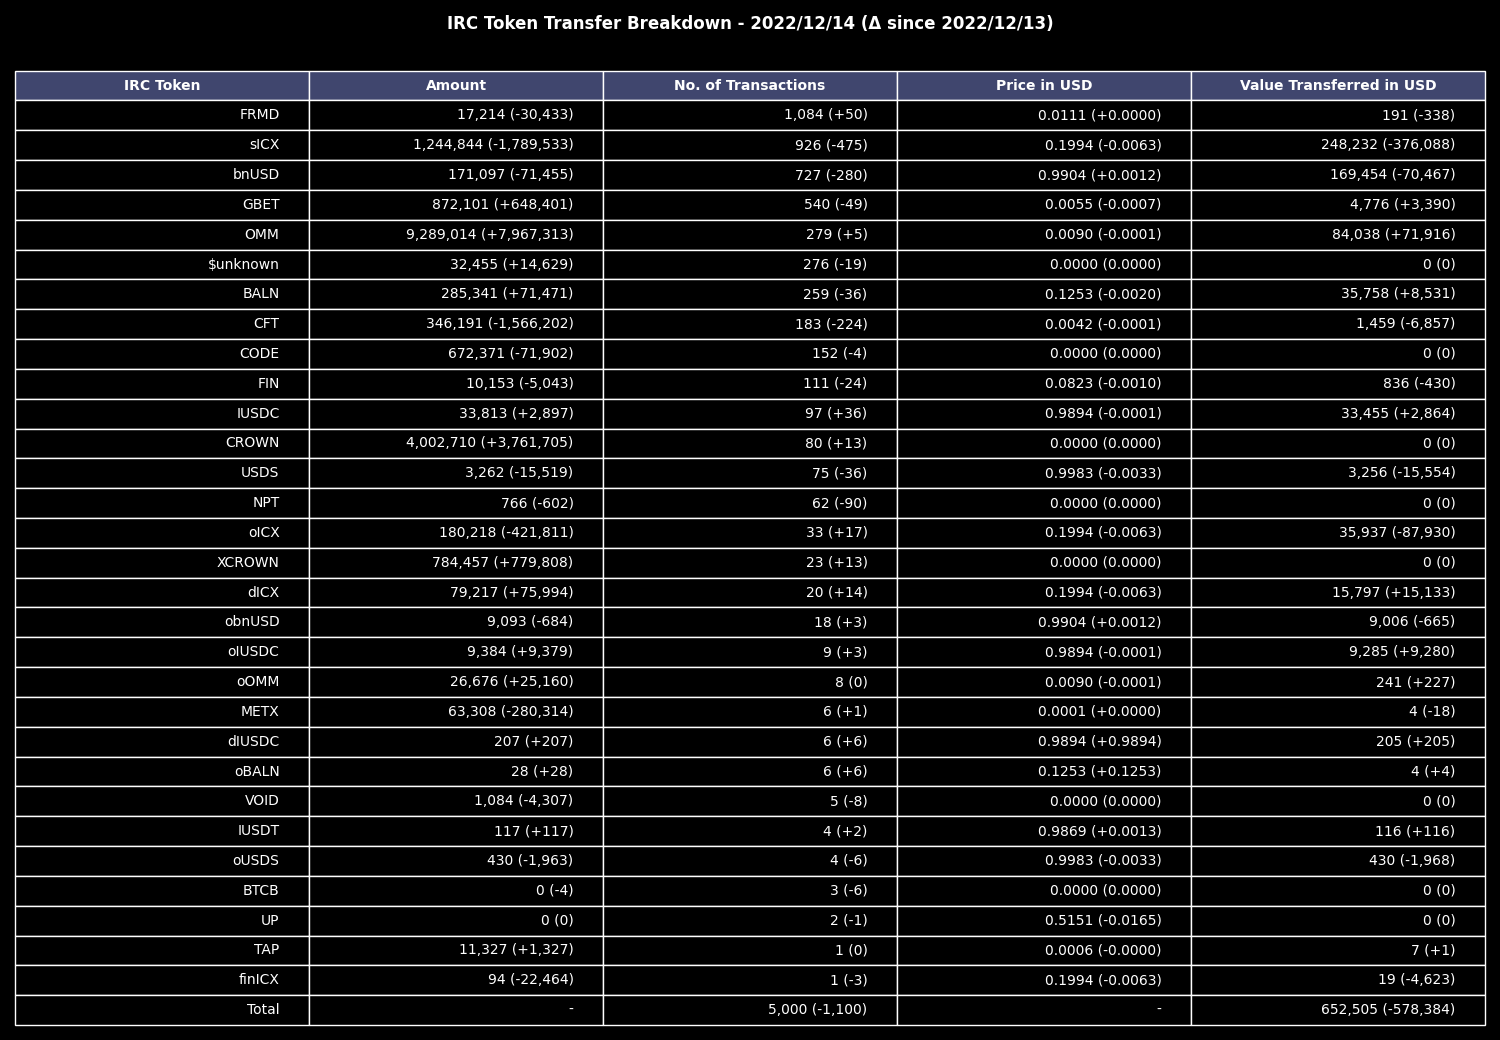 IRC Token Transfer Breakdown - 2022/12/14 (Δ since 2022/12/13)
IRC Token Amount No. of Transactions Price in USD Value Transferred in USD
FRMD 17,214 (-30,433) 1,084 (+50) 0.0111 (+0.0000) 191 (-338)
sICX 1,244,844 (-1,789,533) 926 (-475) 0.1994 (-0.0063) 248,232 (-376,088)
bnUSD 171,097 (-71,455) 727 (-280) 0.9904 (+0.0012) 169,454 (-70,467)
GBET 872,101 (+648,401) 540 (-49) 0.0055 (-0.0007) 4,776 (+3,390)
OMM 9,289,014 (+7,967,313) 279 (+5) 0.0090 (-0.0001) 84,038 (+71,916)
$unknown 32,455 (+14,629) 276 (-19) 0.0000 (0.0000) 0 (0)
BALN 285,341 (+71,471) 259 (-36) 0.1253 (-0.0020) 35,758 (+8,531)
CFT 346,191 (-1,566,202) 183 (-224) 0.0042 (-0.0001) 1,459 (-6,857)
CODE 672,371 (-71,902) 152 (-4) 0.0000 (0.0000) 0 (0)
FIN 10,153 (-5,043) 111 (-24) 0.0823 (-0.0010) 836 (-430)
IUSDC 33,813 (+2,897) 97 (+36) 0.9894 (-0.0001) 33,455 (+2,864)
CROWN 4,002,710 (+3,761,705) 80 (+13) 0.0000 (0.0000) 0 (0)
USDS 3,262 (-15,519) 75 (-36) 0.9983 (-0.0033) 3,256 (-15,554)
NPT 766 (-602) 62 (-90) 0.0000 (0.0000) 0 (0)
oICX 180,218 (-421,811) 33 (+17) 0.1994 (-0.0063) 35,937 (-87,930)
XCROWN 784,457 (+779,808) 23 (+13) 0.0000 (0.0000) 0 (0)
dICX 79,217 (+75,994) 20 (+14) 0.1994 (-0.0063) 15,797 (+15,133)
obnUSD 9,093 (-684) 18 (+3) 0.9904 (+0.0012) 9,006 (-665)
oIUSDC 9,384 (+9,379) 9 (+3) 0.9894 (-0.0001) 9,285 (+9,280)
oOMM 26,676 (+25,160) 8 (0) 0.0090 (-0.0001) 241 (+227)
METX 63,308 (-280,314) 6 (+1) 0.0001 (+0.0000) 4 (-18)
dIUSDC 207 (+207) 6 (+6) 0.9894 (+0.9894) 205 (+205)
oBALN 28 (+28) 6 (+6) 0.1253 (+0.1253) 4 (+4)
VOID 1,084 (-4,307) 5 (-8) 0.0000 (0.0000) 0 (0)
IUSDT 117 (+117) 4 (+2) 0.9869 (+0.0013) 116 (+116)
oUSDS 430 (-1,963) 4 (-6) 0.9983 (-0.0033) 430 (-1,968)
BTCB 0 (-4) 3 (-6) 0.0000 (0.0000) 0 (0)
UP 0 (0) 2 (-1) 0.5151 (-0.0165) 0 (0)
TAP 11,327 (+1,327) 1 (0) 0.0006 (-0.0000) 7 (+1)
finICX 94 (-22,464) 1 (-3) 0.1994 (-0.0063) 19 (-4,623)
Total - 5,000 (-1,100) - 652,505 (-578,384)